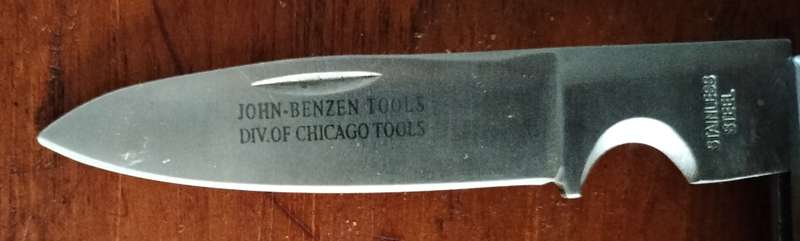 JOHN-BENZEN TOOLS
DIV.OF CHICAGO TOOLS
STAINLESS
STEEL